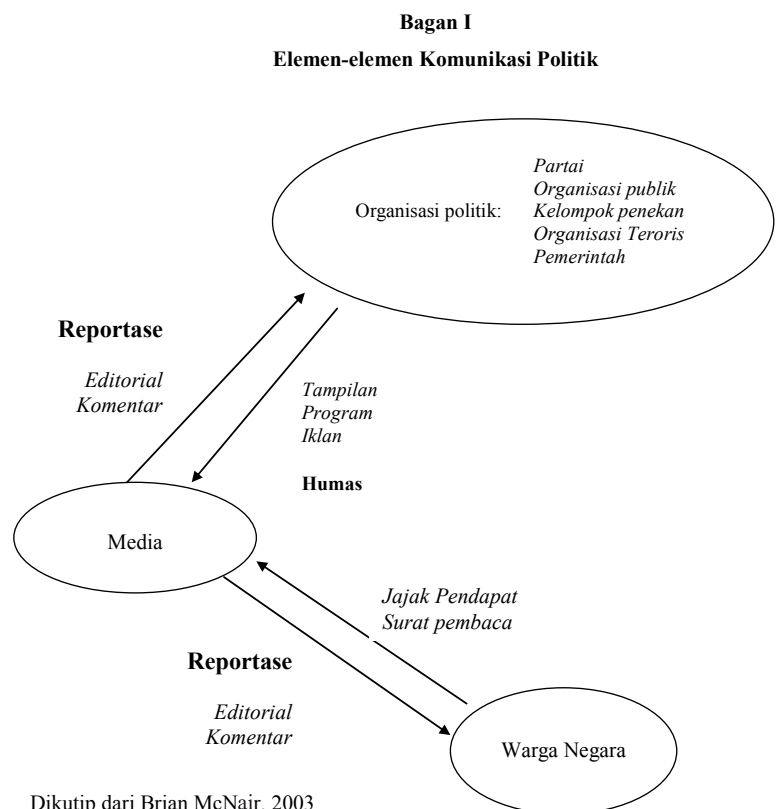 Bagan I
Elemen-elemen Komunikasi Politik
Organisasi politik:
Partai
Organisasi publik
Kelompok penekan
Organisasi Teroris
Pemerintah
Reportase
Editorial
Komentar
Tampilan
Program
Iklan
Humas
Media
Jajak Pendapat
Surat pembaca
Reportase
Editorial
Komentar
Warga Negara
Dikutip dari Brian McNair, 2003